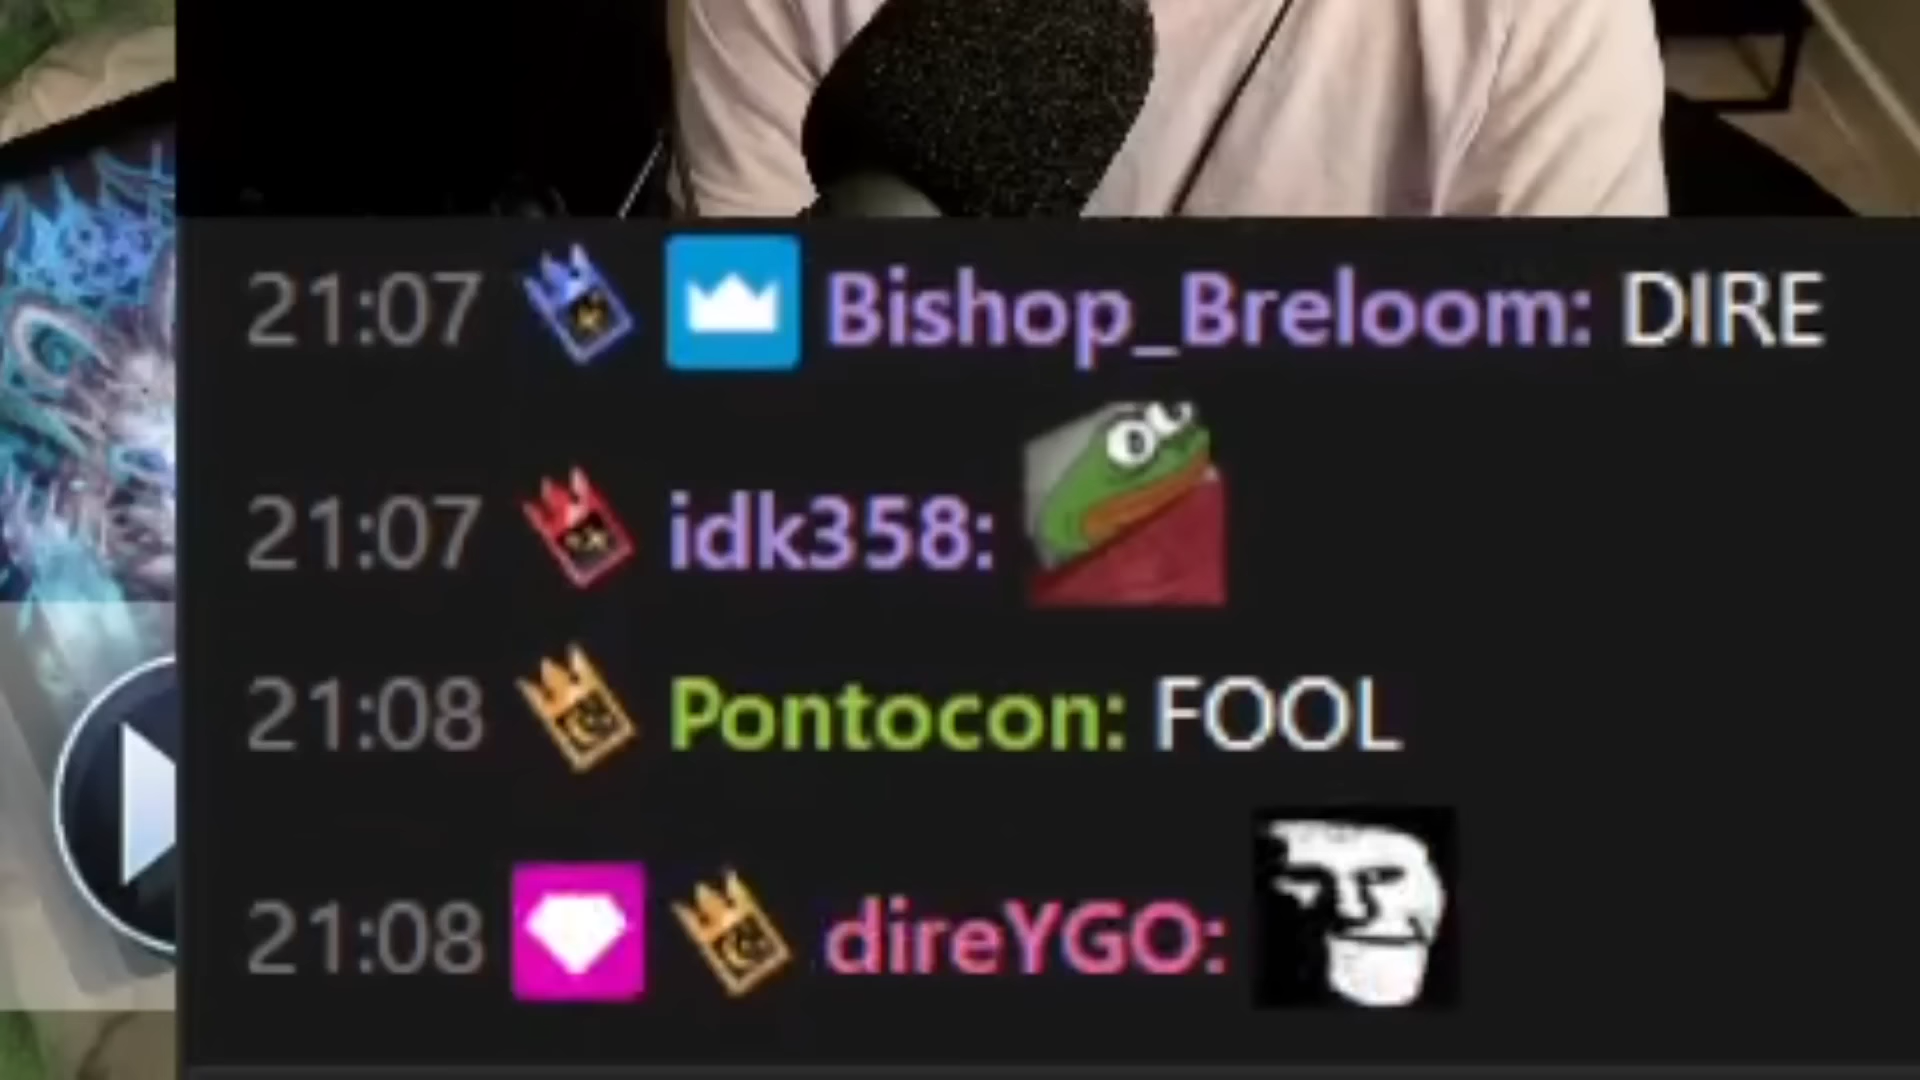 21:07 Bishop_Breloom: DIRE
21:07 idk358:
21:08 Pontocon: FOOL
21:08 direYGO: